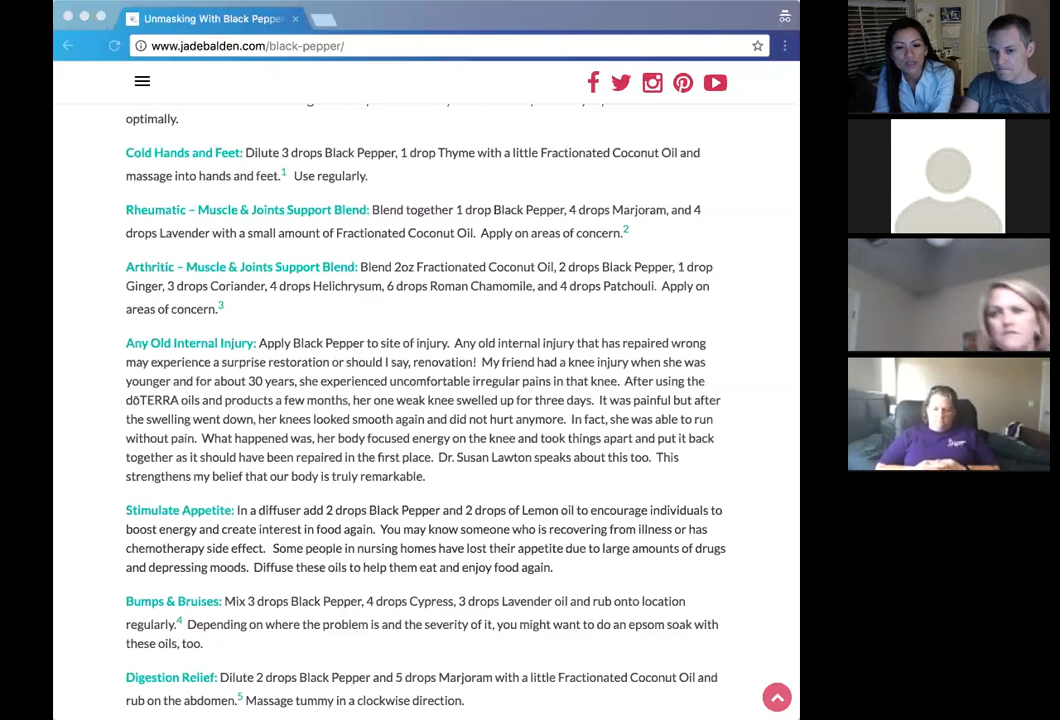 Unmasking With Black Pepper
www.jadebalden.com/black-pepper/
optimally.
Cold Hands and Feet: Dilute 3 drops Black Pepper, 1 drop Thyme with a little Fractionated Coconut Oil and
massage into hands and feet.1 Use regularly.
Rheumatic – Muscle & Joints Support Blend: Blend together 1 drop Black Pepper, 4 drops Marjoram, and 4
drops Lavender with a small amount of Fractionated Coconut Oil. Apply on areas of concern.2
Arthritic – Muscle & Joints Support Blend: Blend 2oz Fractionated Coconut Oil, 2 drops Black Pepper, 1 drop
Ginger, 3 drops Coriander, 4 drops Helichrysum, 6 drops Roman Chamomile, and 4 drops Patchouli. Apply on
areas of concern.3
Any Old Internal Injury: Apply Black Pepper to site of injury. Any old internal injury that has repaired wrong
may experience a surprise restoration or should I say, renovation! My friend had a knee injury when she was
younger and for about 30 years, she experienced uncomfortable irregular pains in that knee. After using the
dōTERRA oils and products a few months, her one weak knee swelled up for three days. It was painful but after
the swelling went down, her knees looked smooth again and did not hurt anymore. In fact, she was able to run
without pain. What happened was, her body focused energy on the knee and took things apart and put it back
together as it should have been repaired in the first place. Dr. Susan Lawton speaks about this too. This
strengthens my belief that our body is truly remarkable.
Stimulate Appetite: In a diffuser add 2 drops Black Pepper and 2 drops of Lemon oil to encourage individuals to
boost energy and create interest in food again. You may know someone who is recovering from illness or has
chemotherapy side effect. Some people in nursing homes have lost their appetite due to large amounts of drugs
and depressing moods. Diffuse these oils to help them eat and enjoy food again.
Bumps & Bruises: Mix 3 drops Black Pepper, 4 drops Cypress, 3 drops Lavender oil and rub onto location
regularly.4 Depending on where the problem is and the severity of it, you might want to do an epsom soak with
these oils, too.
Digestion Relief: Dilute 2 drops Black Pepper and 5 drops Marjoram with a little Fractionated Coconut Oil and
rub on the abdomen.5 Massage tummy in a clockwise direction.